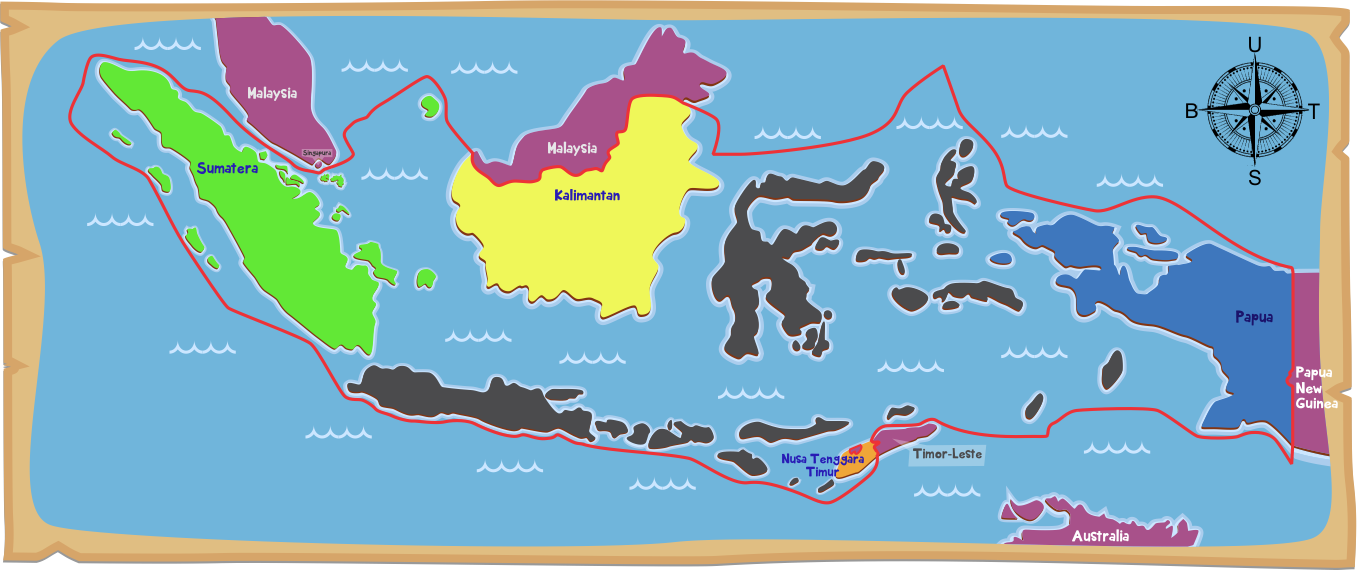 U
B
T
S
Malaysia
Singapura
Malaysia
Sumatera
Kalimantan
Papua
Papua
New
Guinea
Nusa Tenggara
Timur
Timor-Leste
Australia